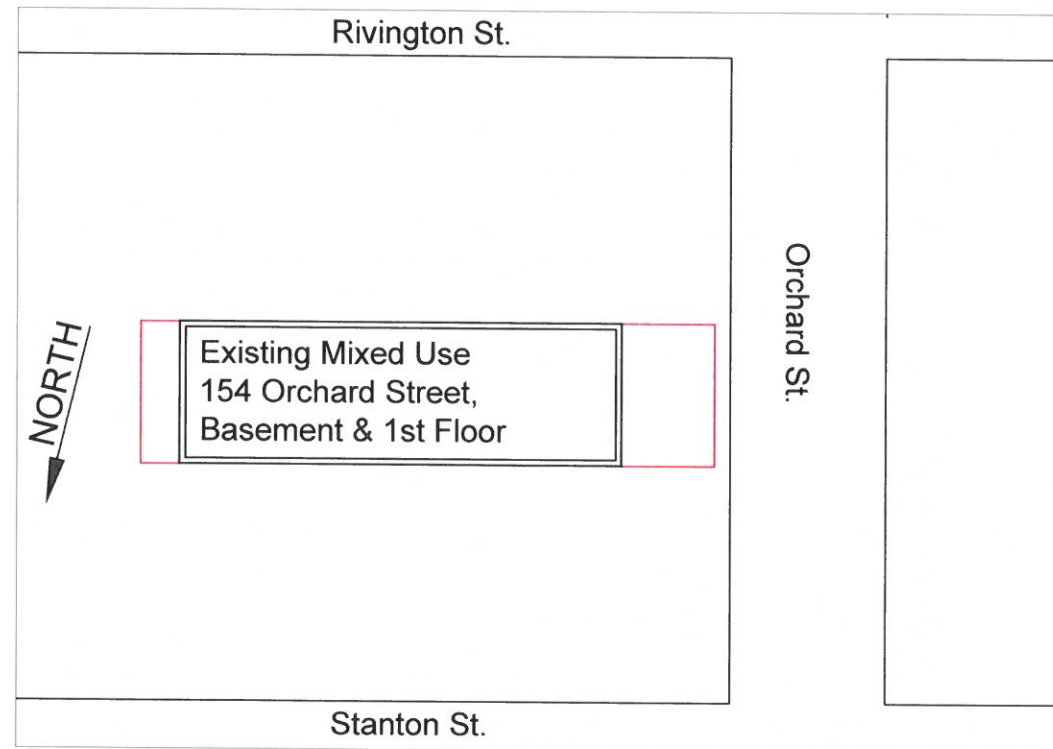 Rivington St.
Orchard St.
NORTH
Existing Mixed Use
154 Orchard Street,
Basement & 1st Floor
Stanton St.